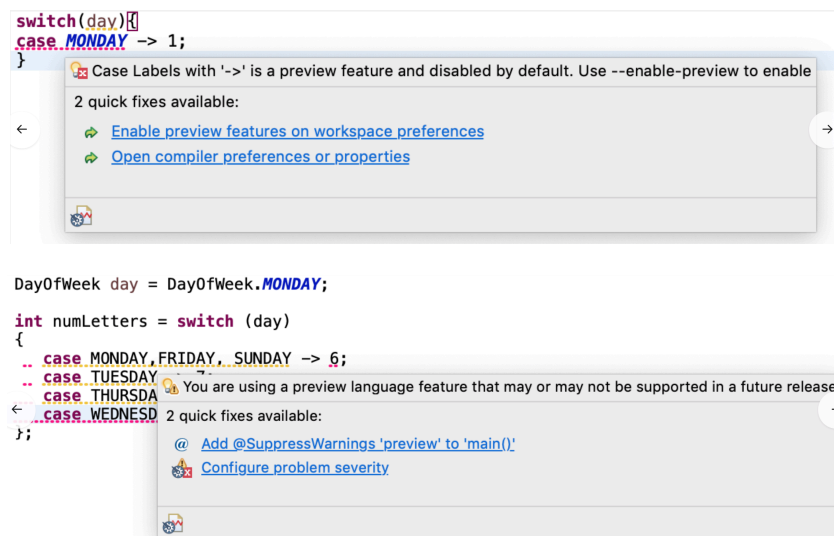 switch(day){
case MONDAY -> 1;
}
Case Labels with '->' is a preview feature and disabled by default. Use --enable-preview to enable
2 quick fixes available:
Enable preview features on workspace preferences
Open compiler preferences or properties
DayOfWeek day = DayOfWeek.MONDAY;
int numLetters = switch (day)
{
case MONDAY,FRIDAY, SUNDAY -> 6;
case TUESDAY
case THURSDA
case WEDNESD
};
You are using a preview language feature that may or may not be supported in a future release
2 quick fixes available:
@ Add @SuppressWarnings 'preview' to 'main()'
Configure problem severity